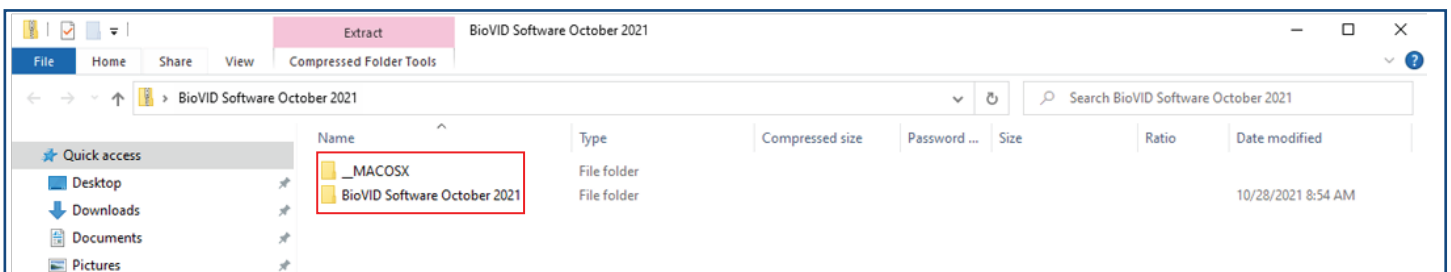 Extract
BioVID Software October 2021
File Home Share View Compressed Folder Tools
BioVID Software October 2021
Search BioVID Software October 2021
Name Type Compressed size Password ... Size Ratio Date modified
Quick access
__MACOSX File folder
Desktop
BioVID Software October 2021 File folder 10/28/2021 8:54 AM
Downloads
Documents
Pictures